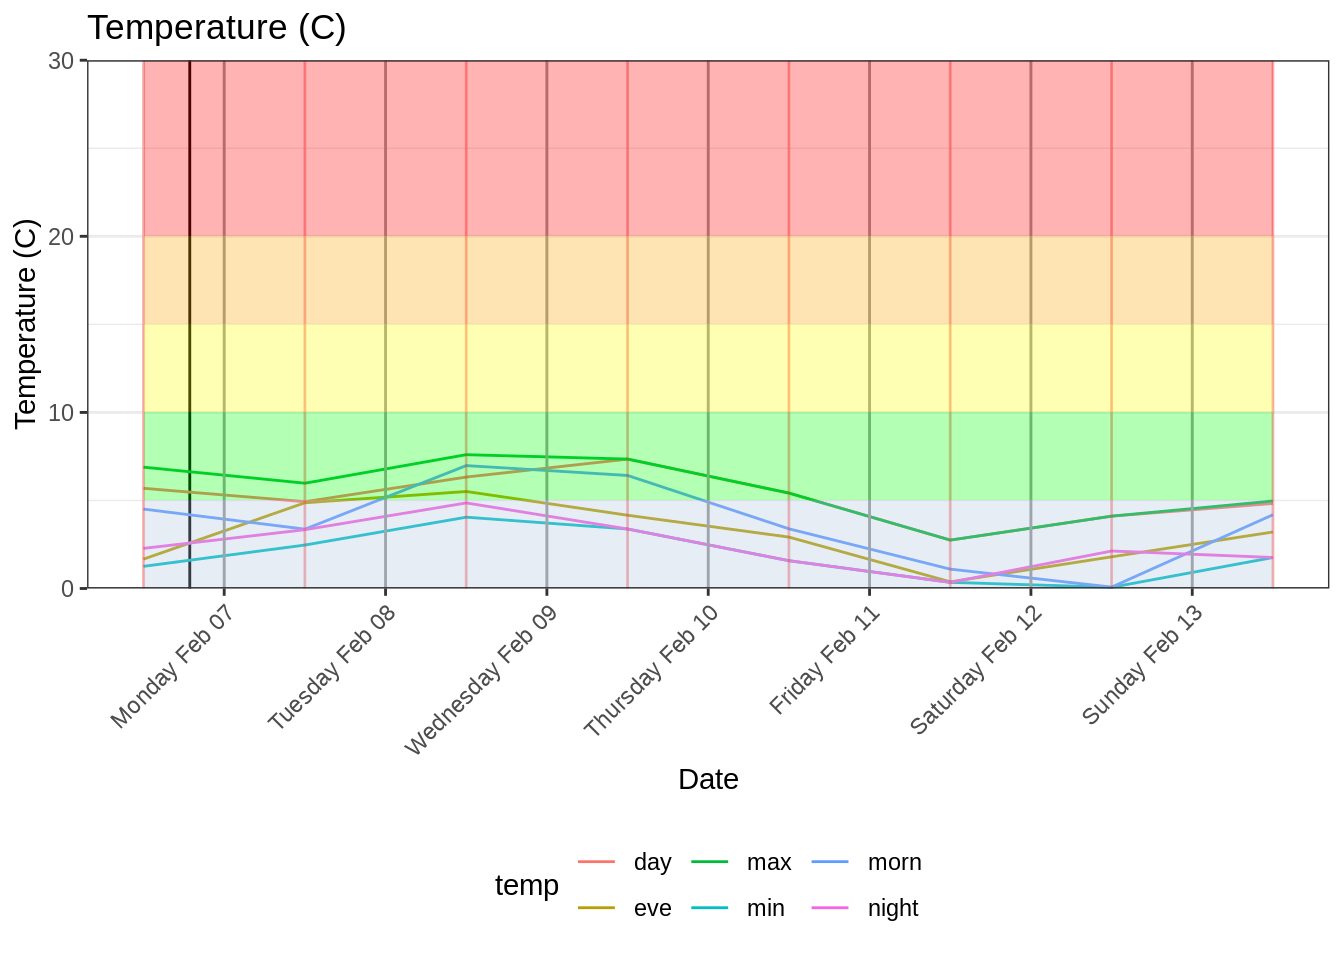 Temperature (C)
Temperature (C)
30
20
10
0
Monday Feb 07
Tuesday Feb 08
Wednesday Feb 09
Thursday Feb 10
Friday Feb 11
Saturday Feb 12
Sunday Feb 13
Date
temp
day
max
morn
eve
min
night